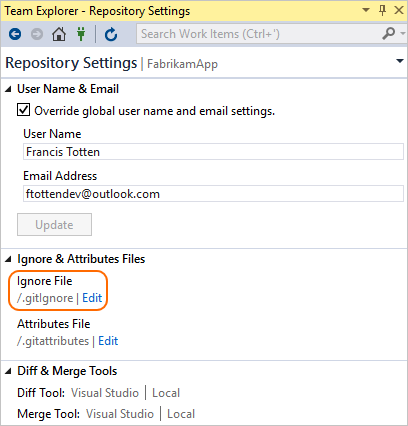 Team Explorer - Repository Settings
Search Work Items (Ctrl+')
Repository Settings | FabrikamApp
User Name & Email
Override global user name and email settings.
User Name
Francis Totten
Email Address
ftottendev@outlook.com
Update
Ignore & Attributes Files
Ignore File
/.gitIgnore | Edit
Attributes File
/.gitattributes | Edit
Diff & Merge Tools
Diff Tool: Visual Studio | Local
Merge Tool: Visual Studio | Local